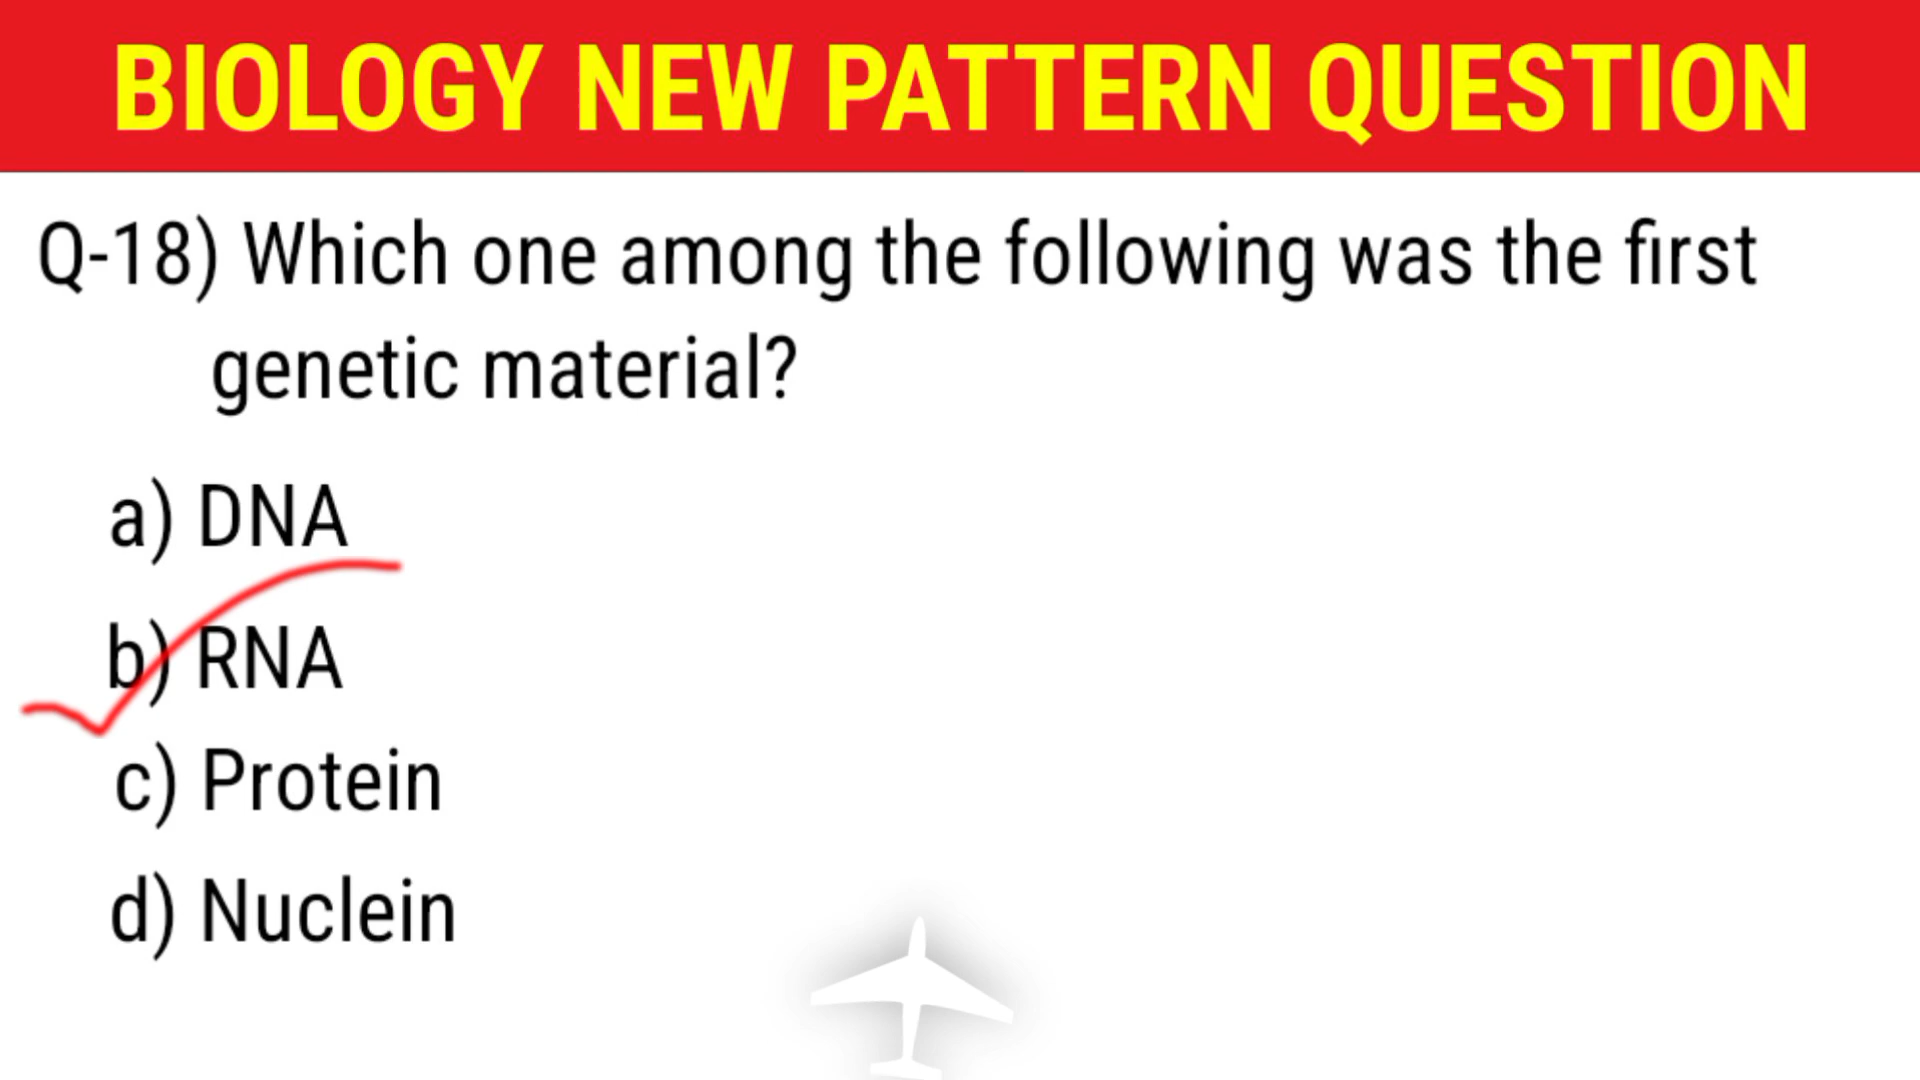 BIOLOGY NEW PATTERN QUESTION
Q-18) Which one among the following was the first
genetic material?
a) DNA
b) RNA
c) Protein
d) Nuclein